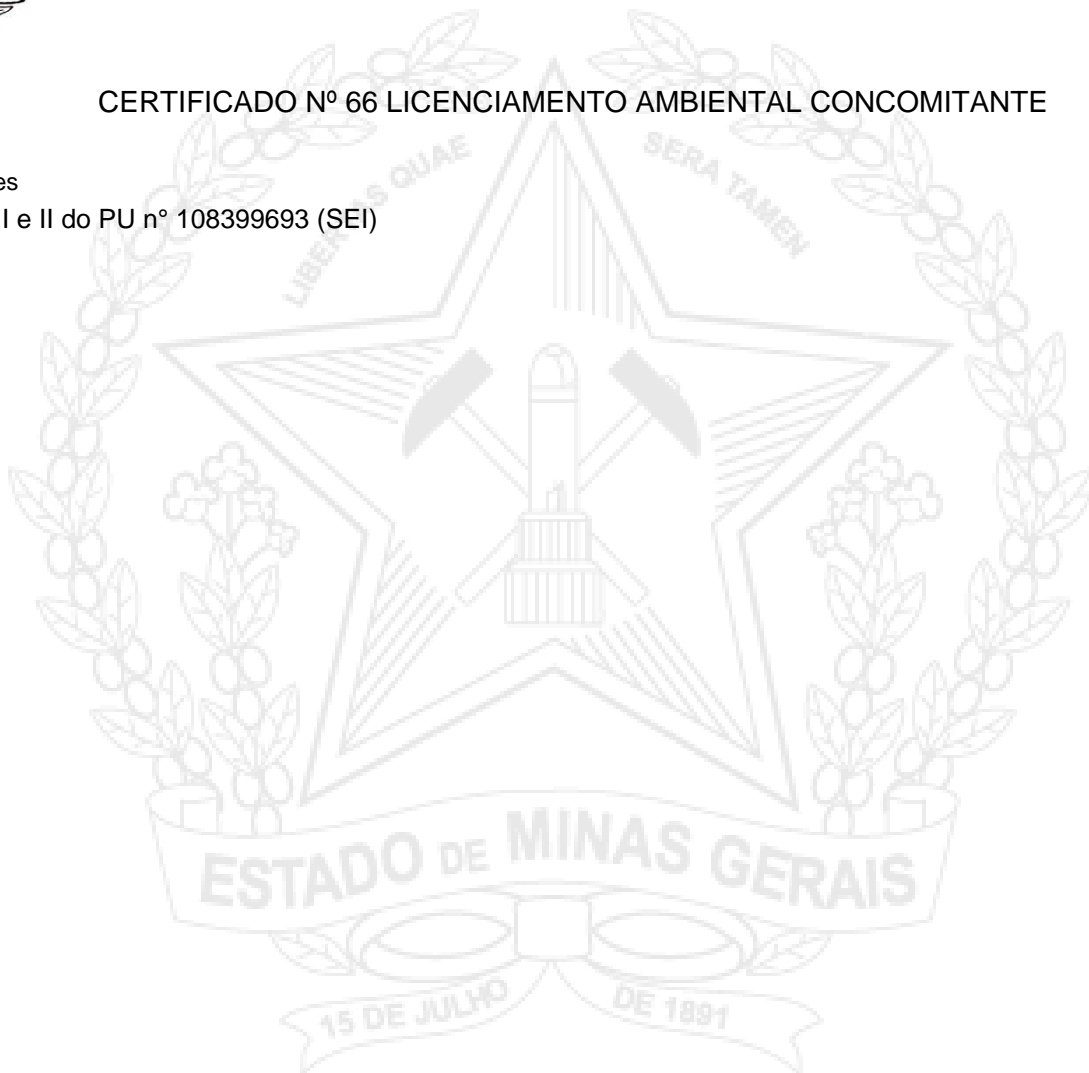 CERTIFICADO Nº 66 LICENCIAMENTO AMBIENTAL CONCOMITANTE
es
I e II do PU n° 108399693 (SEI)
LIBERTAS QUAE SERA TAMEN
ESTADO DE MINAS GERAIS
15 DE JULHO DE 1891